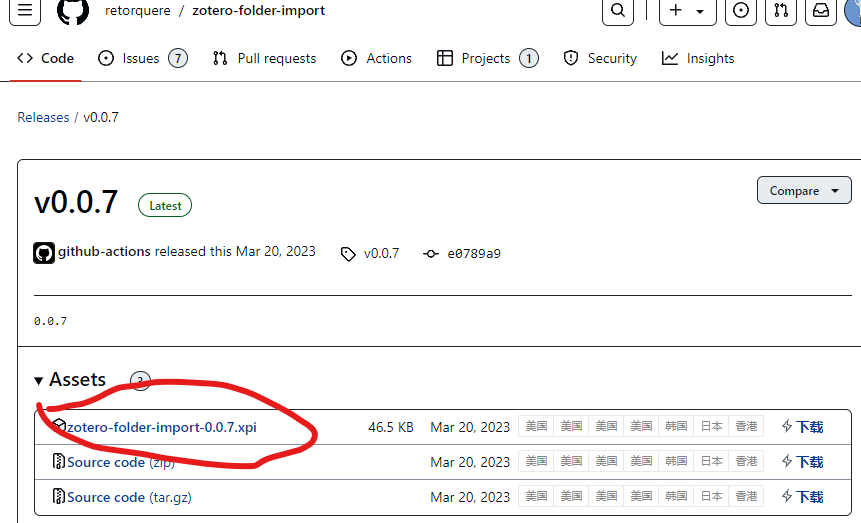 retorquere / zotero-folder-import
Code Issues 7 Pull requests Actions Projects 1 Security Insights
Releases / v0.0.7
v0.0.7 Latest Compare
github-actions released this Mar 20, 2023 v0.0.7 e0789a9
0.0.7
Assets 3
zotero-folder-import-0.0.7.xpi 46.5 KB Mar 20, 2023 美国 美国 美国 美国 韩国 日本 香港 下载
Source code (zip) Mar 20, 2023 美国 美国 美国 美国 韩国 日本 香港 下载
Source code (tar.gz) Mar 20, 2023 美国 美国 美国 美国 韩国 日本 香港 下载